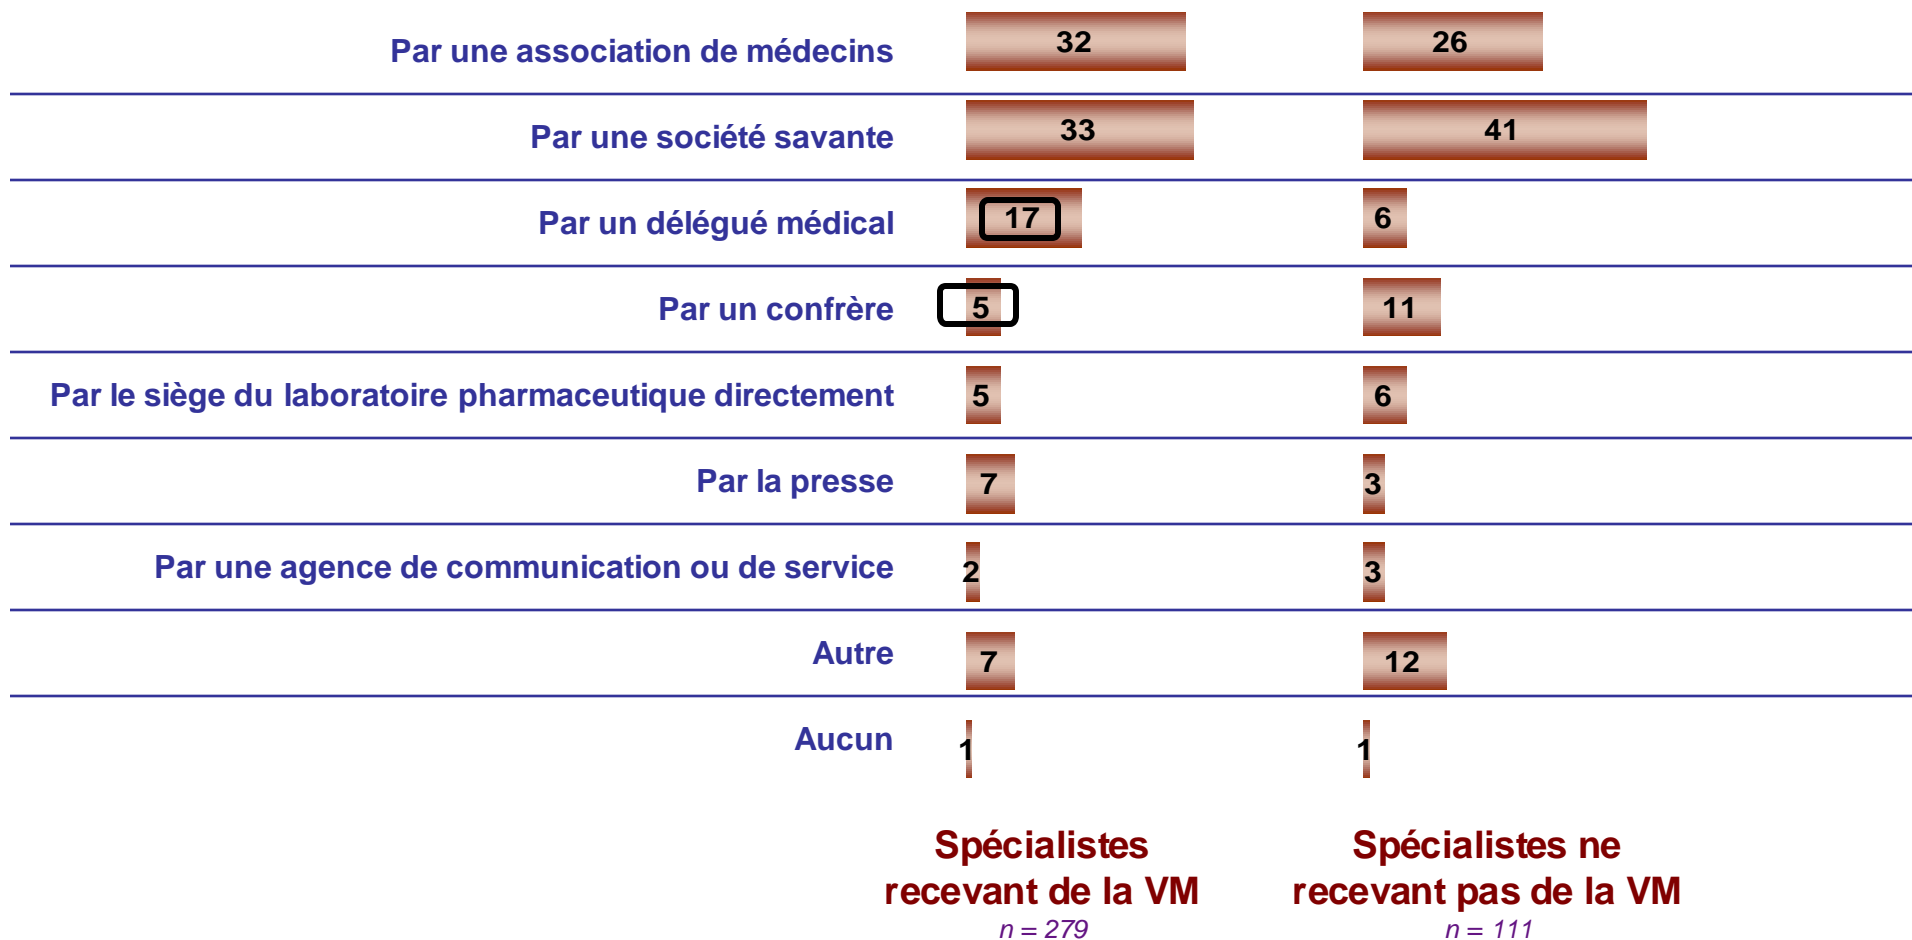 Par une association de médecins 32 26
Par une société savante 33 41
Par un délégué médical 17 6
Par un confrère 5 11
Par le siège du laboratoire pharmaceutique directement 5 6
Par la presse 7 3
Par une agence de communication ou de service 2 3
Autre 7 12
Aucun 1 1
Spécialistes
recevant de la VM
n = 279
Spécialistes ne
recevant pas de la VM
n = 111